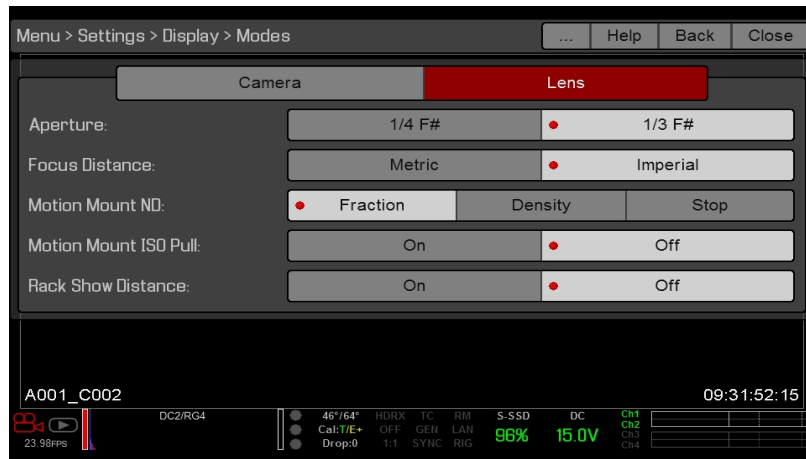 Menu > Settings > Display > Modes ... Help Back Close
Camera Lens
Aperture: 1/4 F# 1/3 F#
Focus Distance: Metric Imperial
Motion Mount ND: Fraction Density Stop
Motion Mount ISO Pull: On Off
Rack Show Distance: On Off
A001_C002 09:31:52:15
DC2/RG4 46°/64° HDRX TC RM S-SSD DC Ch1
Cal:T/E+ OFF GEN LAN 96% 15.0V Ch2
23.98FPS Drop:0 1:1 SYNC RIG Ch3
Ch4